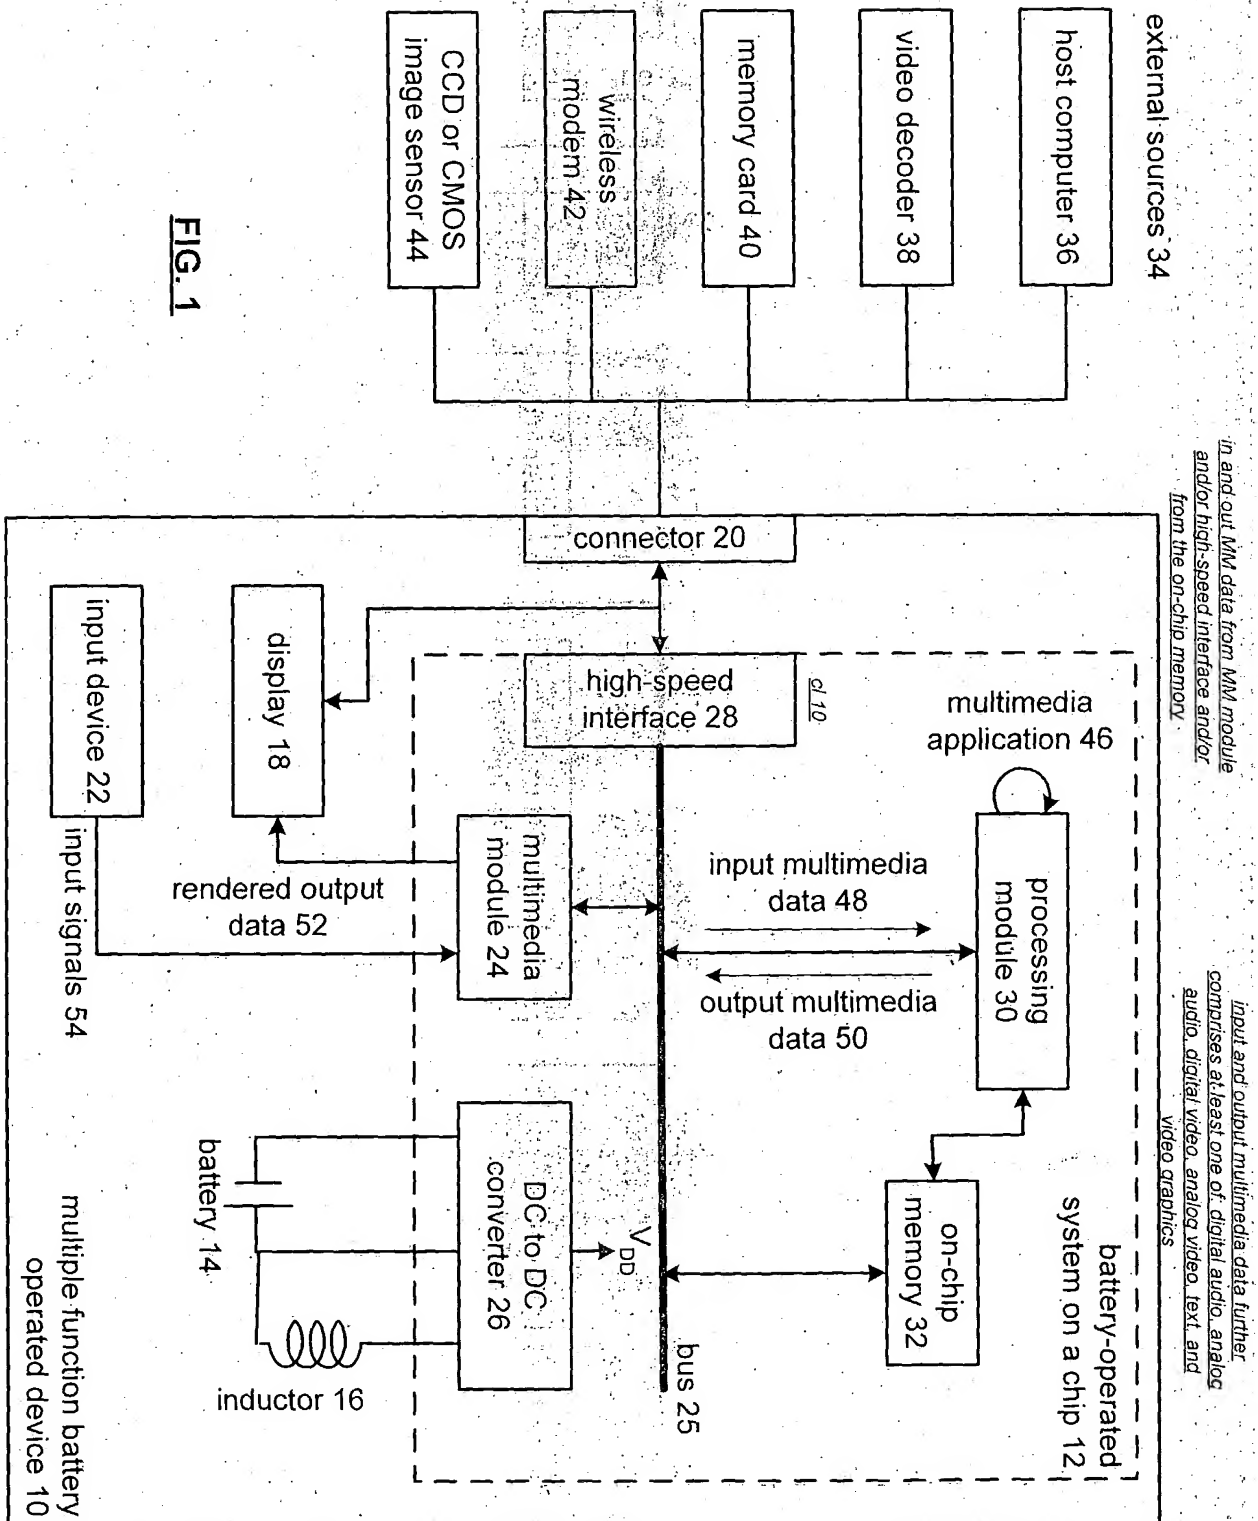 external sources 34
host computer 36
video decoder 38
memory card 40
wireless
modem 42
CCD or CMOS
image sensor 44
FIG. 1
in and out MM data from MM module
and/or high-speed interface and/or
from the on-chip memory
input and output multimedia data further
comprises at least one of: digital audio, analog
audio, digital video, analog video, text, and
video graphics
connector 20
high-speed
interface 28
cl 10
multimedia
application 46
processing
module 30
input multimedia
data 48
output multimedia
data 50
on-chip
memory 32
battery-operated
system on a chip 12
display 18
input device 22
input signals 54
rendered output
data 52
multimedia
module 24
DC to DC
converter 26
VDD
bus 25
battery 14
inductor 16
multiple function battery
operated device 10